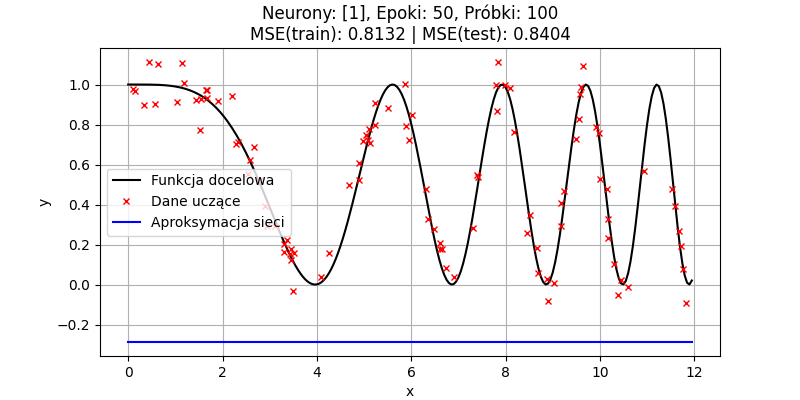 Neurony: [1], Epoki: 50, Próbki: 100
MSE(train): 0.8132 | MSE(test): 0.8404
1.0
0.8
0.6
0.4
0.2
0.0
−0.2
y
Funkcja docelowa
Dane uczące
Aproksymacja sieci
0
2
4
6
8
10
12
x